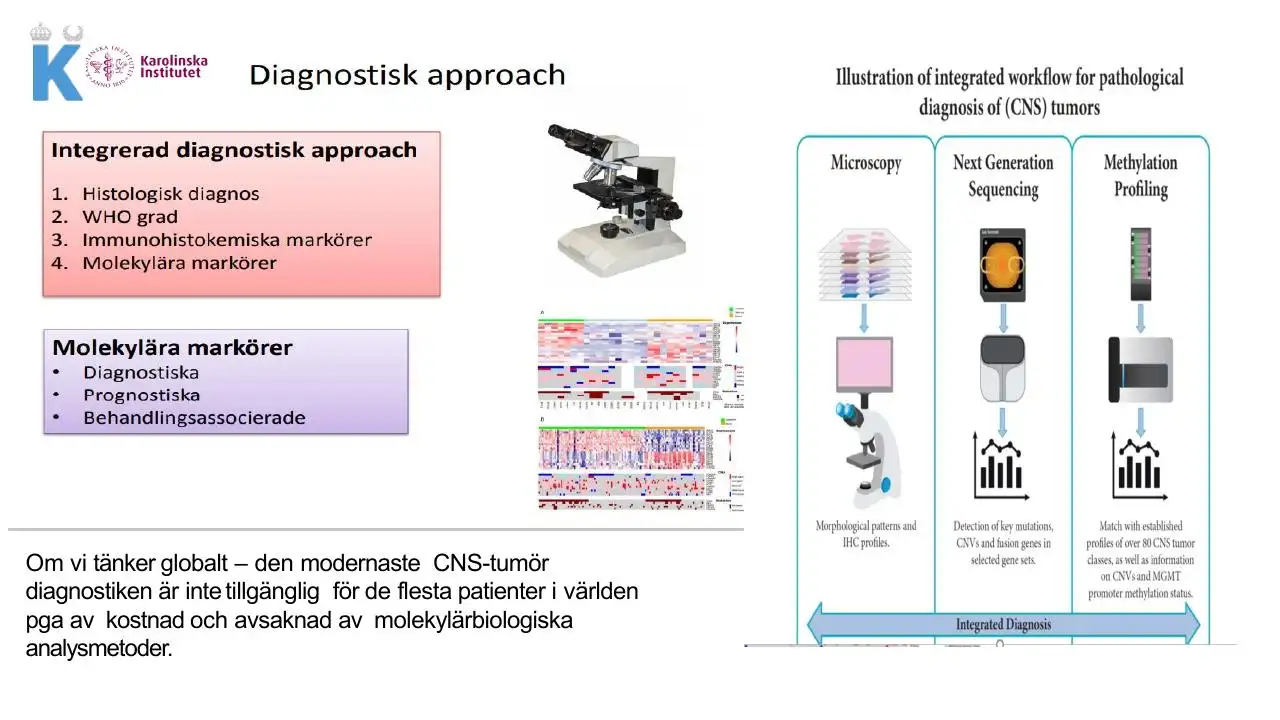 Karolinska
Institutet
Diagnostisk approach
Integrerad diagnostisk approach
1. Histologisk diagnos
2. WHO grad
3. Immunohistokemiska markörer
4. Molekylära markörer
Molekylära markörer
• Diagnostiska
• Prognostiska
• Behandlingsassocierade
Om vi tänker globalt – den modernaste CNS-tumör
diagnostiken är inte tillgänglig för de flesta patienter i världen
pga av kostnad och avsaknad av molekylärbiologiska
analysmetoder.
Illustration of integrated workflow for pathological
diagnosis of (CNS) tumors
Microscopy
Next Generation
Sequencing
Methylation
Profiling
Morphological patterns and
IHC profiles.
Detection of key mutations,
CNVs and fusion genes in
selected gene sets.
Match with established
profiles of over 80 CNS tumor
classes, as well as information
on CNVs and MGMT
promoter methylation status.
Integrated Diagnosis